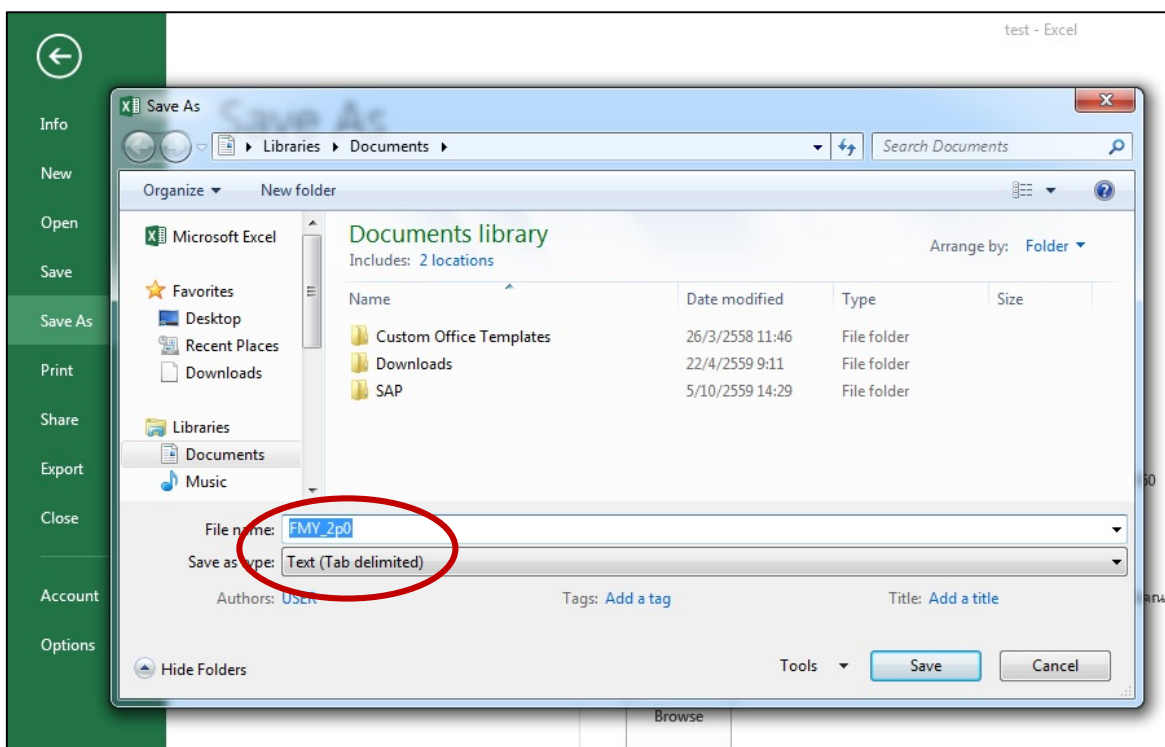 test - Excel
Save As
Save As
Info
New
Open
Save
Save As
Print
Share
Export
Close
Account
Options
Libraries Documents
Search Documents
Organize New folder
Microsoft Excel
Favorites
Desktop
Recent Places
Downloads
Libraries
Documents
Music
Documents library
Includes: 2 locations
Arrange by: Folder
Name Date modified Type Size
Custom Office Templates 26/3/2558 11:46 File folder
Downloads 22/4/2559 9:11 File folder
SAP 5/10/2559 14:29 File folder
File name: FMY_2p0
Save as type: Text (Tab delimited)
Authors: USER Tags: Add a tag Title: Add a title
Hide Folders Tools Save Cancel
Browse